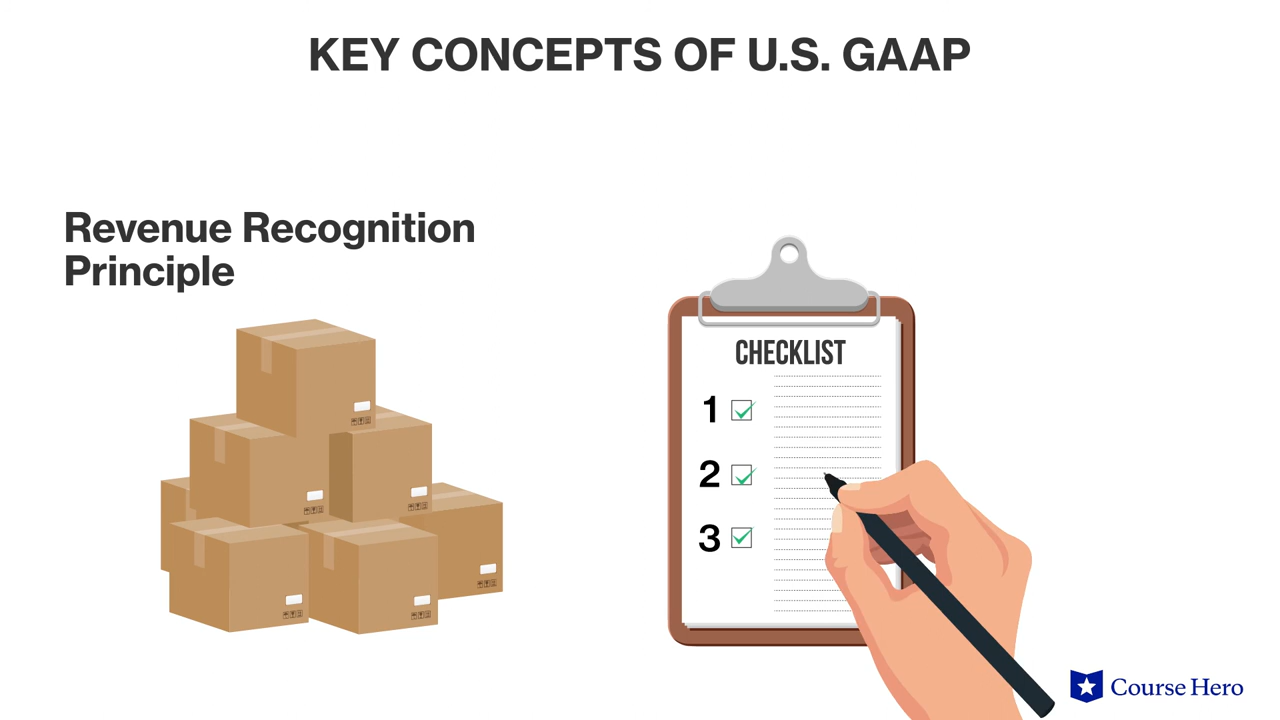 KEY CONCEPTS OF U.S. GAAP
Revenue Recognition
Principle
CHECKLIST
1
2
3
Course Hero